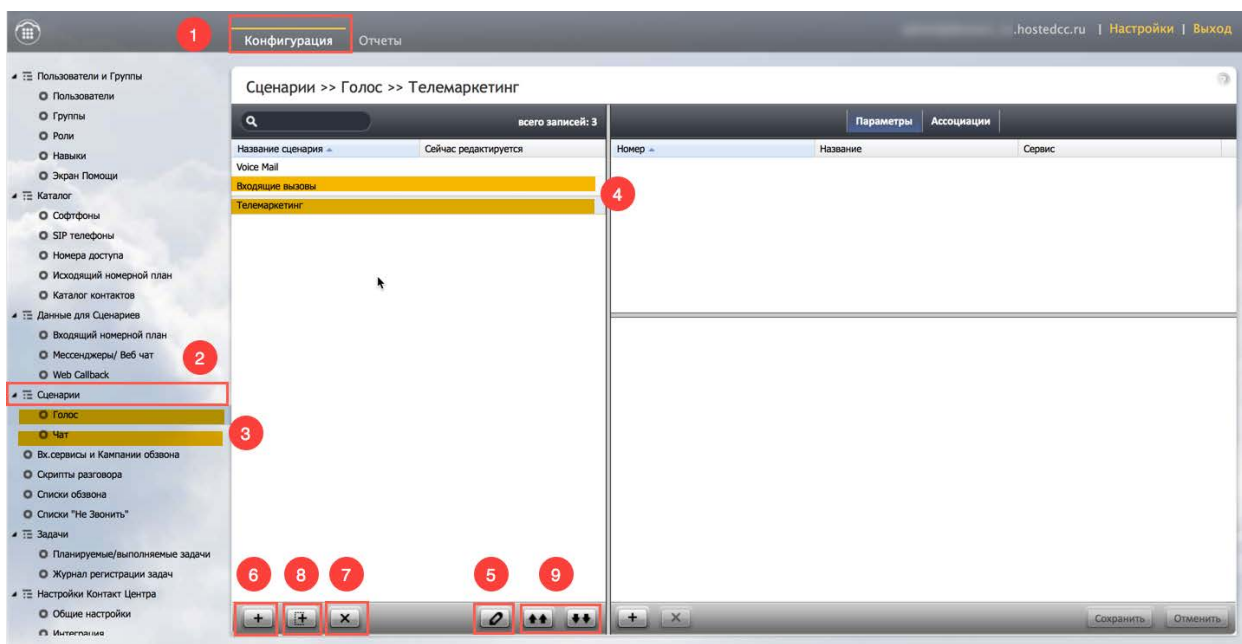 1
Конфигурация
Отчеты
.hostedcc.ru | Настройки | Выход
Пользователи и Группы
Пользователи
Группы
Роли
Навыки
Экран Помощи
Каталог
Софтфоны
SIP телефоны
Номера доступа
Исходящий номерной план
Каталог контактов
Данные для Сценариев
Входящий номерной план
Мессенджеры/ Веб чат
2
Web Callback
Сценарии
Голос
Чат
3
Вх.сервисы и Кампании обзвона
Скрипты разговора
Списки обзвона
Списки "Не Звонить"
Задачи
Планируемые/выполняемые задачи
Журнал регистрации задач
Настройки Контакт Центра
Общие настройки
Интеграция
Сценарии >> Голос >> Телемаркетинг
всего записей: 3
Название сценария
Сейчас редактируется
Voice Mail
Входящие вызовы
Телемаркетинг
4
6
8
7
5
9
Параметры
Ассоциации
Номер
Название
Сервис
Сохранить
Отменить